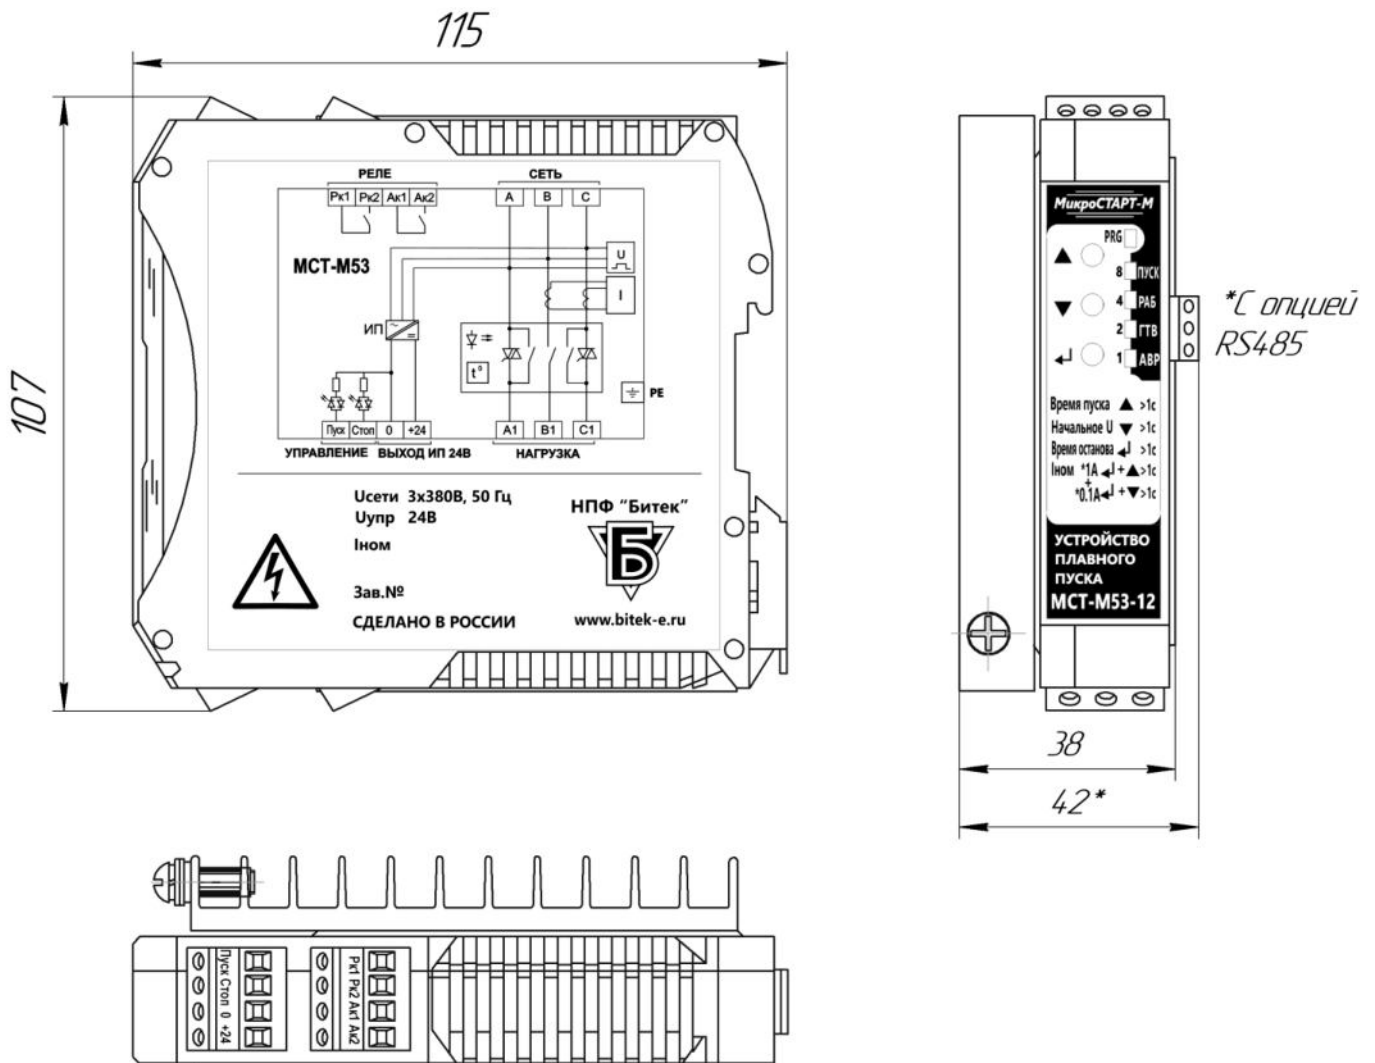 115
107
РЕЛЕ
СЕТЬ
Рк1 Рк2 Ак1 Ак2
A B C
МСТ-М53
U
I
ИП
t°
PE
Пуск Стоп 0 +24
A1 B1 C1
УПРАВЛЕНИЕ ВЫХОД ИП 24В
НАГРУЗКА
Uсети 3x380В, 50 Гц
Uупр 24В
Iном
Зав.№
СДЕЛАНО В РОССИИ
НПФ “Битек”
Б
www.bitek-e.ru
МикроСТАРТ-М
PRG
▲ 8 ПУСК
▼ 4 РАБ
2 ГТВ
↵ 1 АВР
Время пуска ▲ >1с
Начальное U ▼ >1с
Время останова ↵ >1с
Iном *1А ↵ + ▲ >1с
+
*0.1А ↵ + ▼ >1с
УСТРОЙСТВО
ПЛАВНОГО
ПУСКА
МСТ-М53-12
*С опцией
RS485
38
42*
Пуск Стоп 0 +24
Рк1 Рк2 Ак1 Ак2